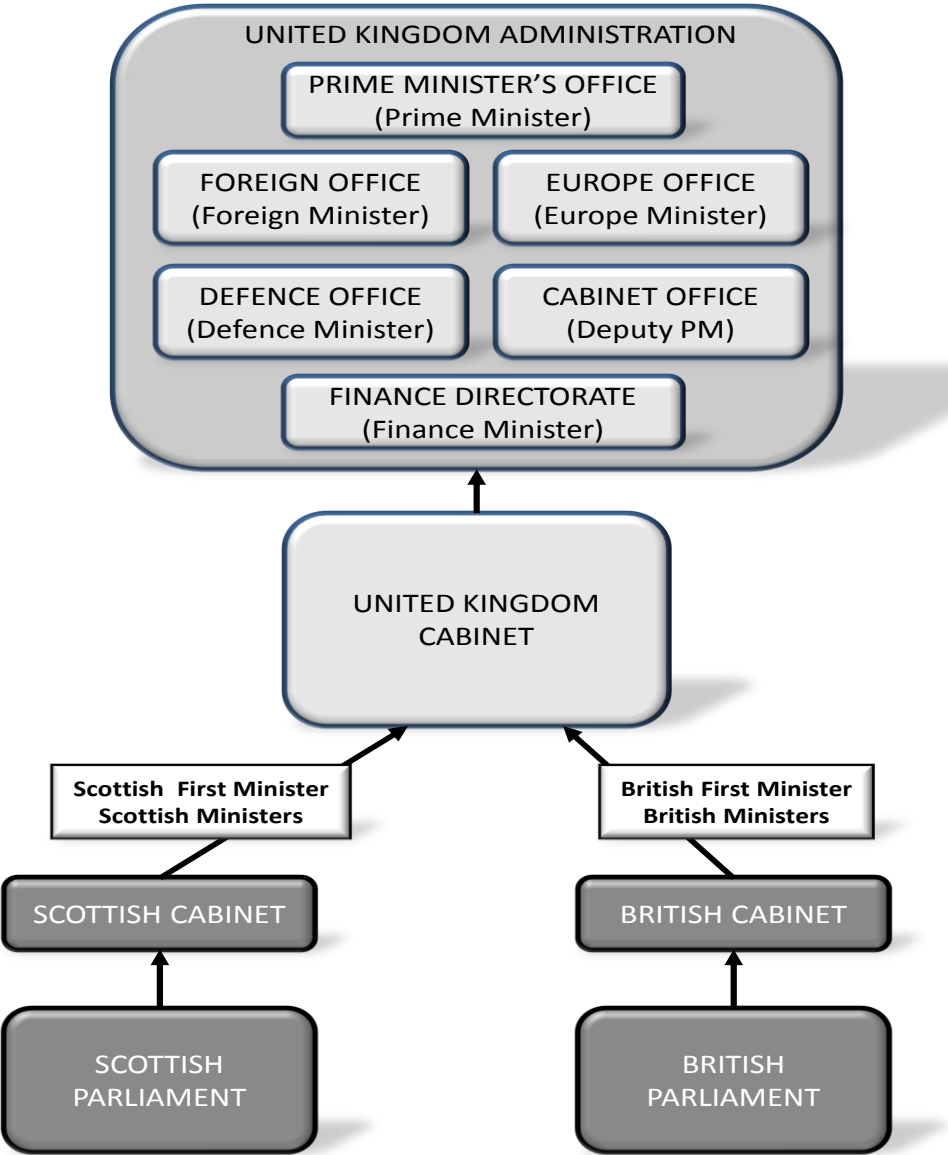 UNITED KINGDOM ADMINISTRATION
PRIME MINISTER’S OFFICE
(Prime Minister)
FOREIGN OFFICE
(Foreign Minister)
EUROPE OFFICE
(Europe Minister)
DEFENCE OFFICE
(Defence Minister)
CABINET OFFICE
(Deputy PM)
FINANCE DIRECTORATE
(Finance Minister)
UNITED KINGDOM
CABINET
Scottish First Minister
Scottish Ministers
British First Minister
British Ministers
SCOTTISH CABINET
BRITISH CABINET
SCOTTISH
PARLIAMENT
BRITISH
PARLIAMENT